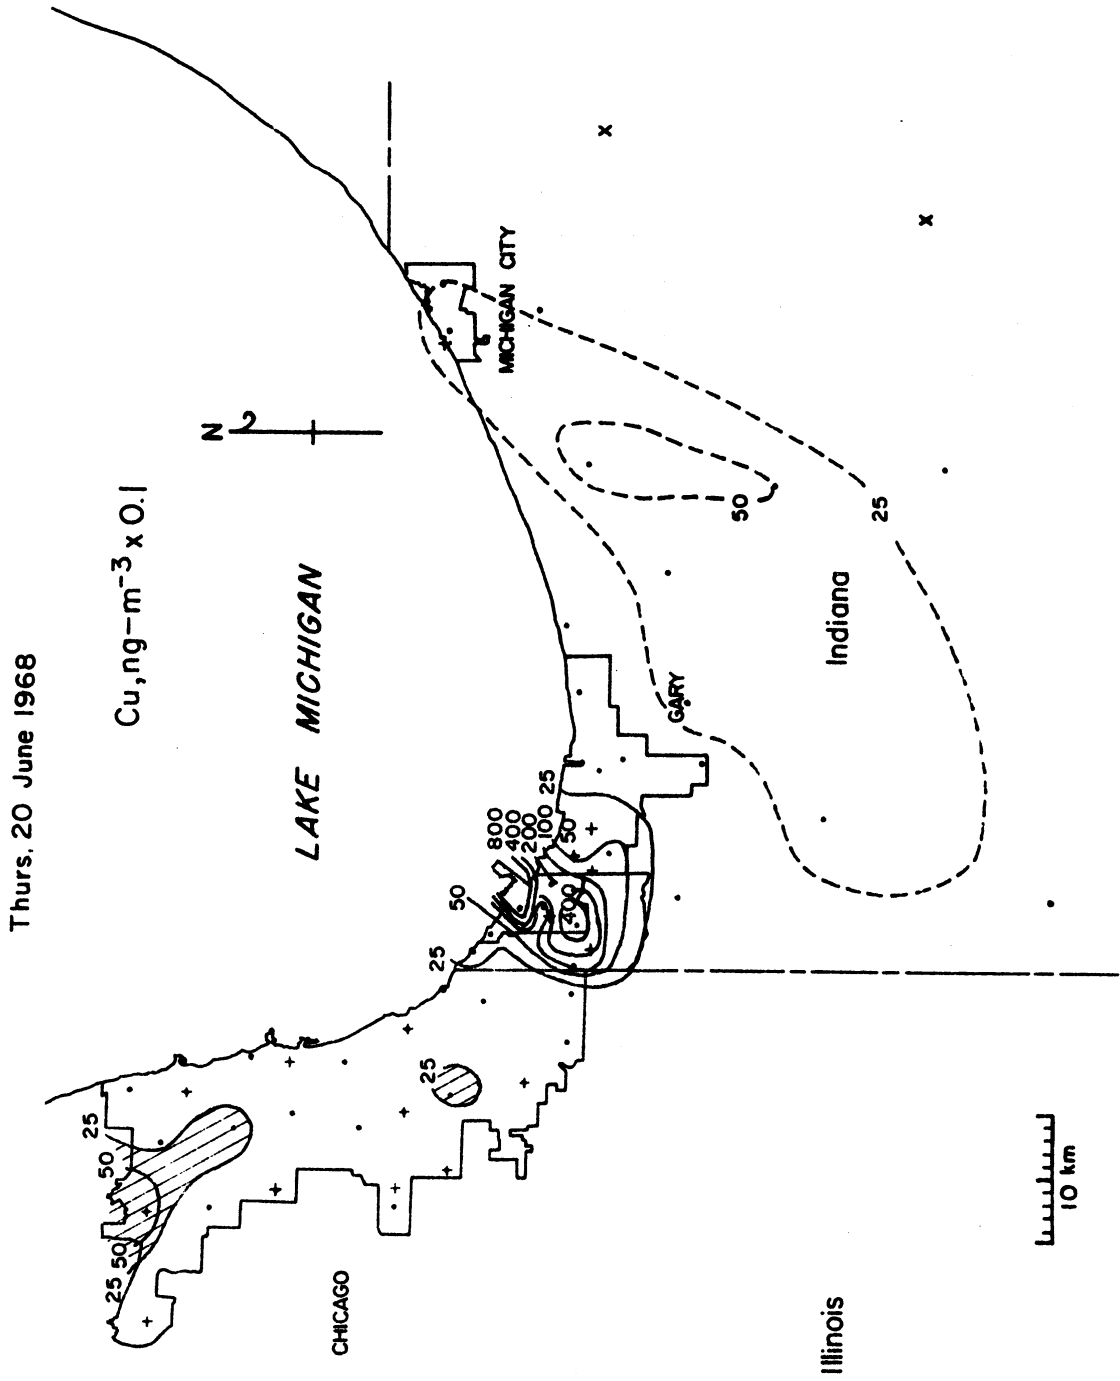 Thurs, 20 June 1968
Cu, ng-m⁻³ x 0.1
N
LAKE MICHIGAN
MICHIGAN CITY
CHICAGO
GARY
Indiana
Illinois
10 km
25
50
50
25
25
25
50
800
400
200
100
25
50
400
50
25